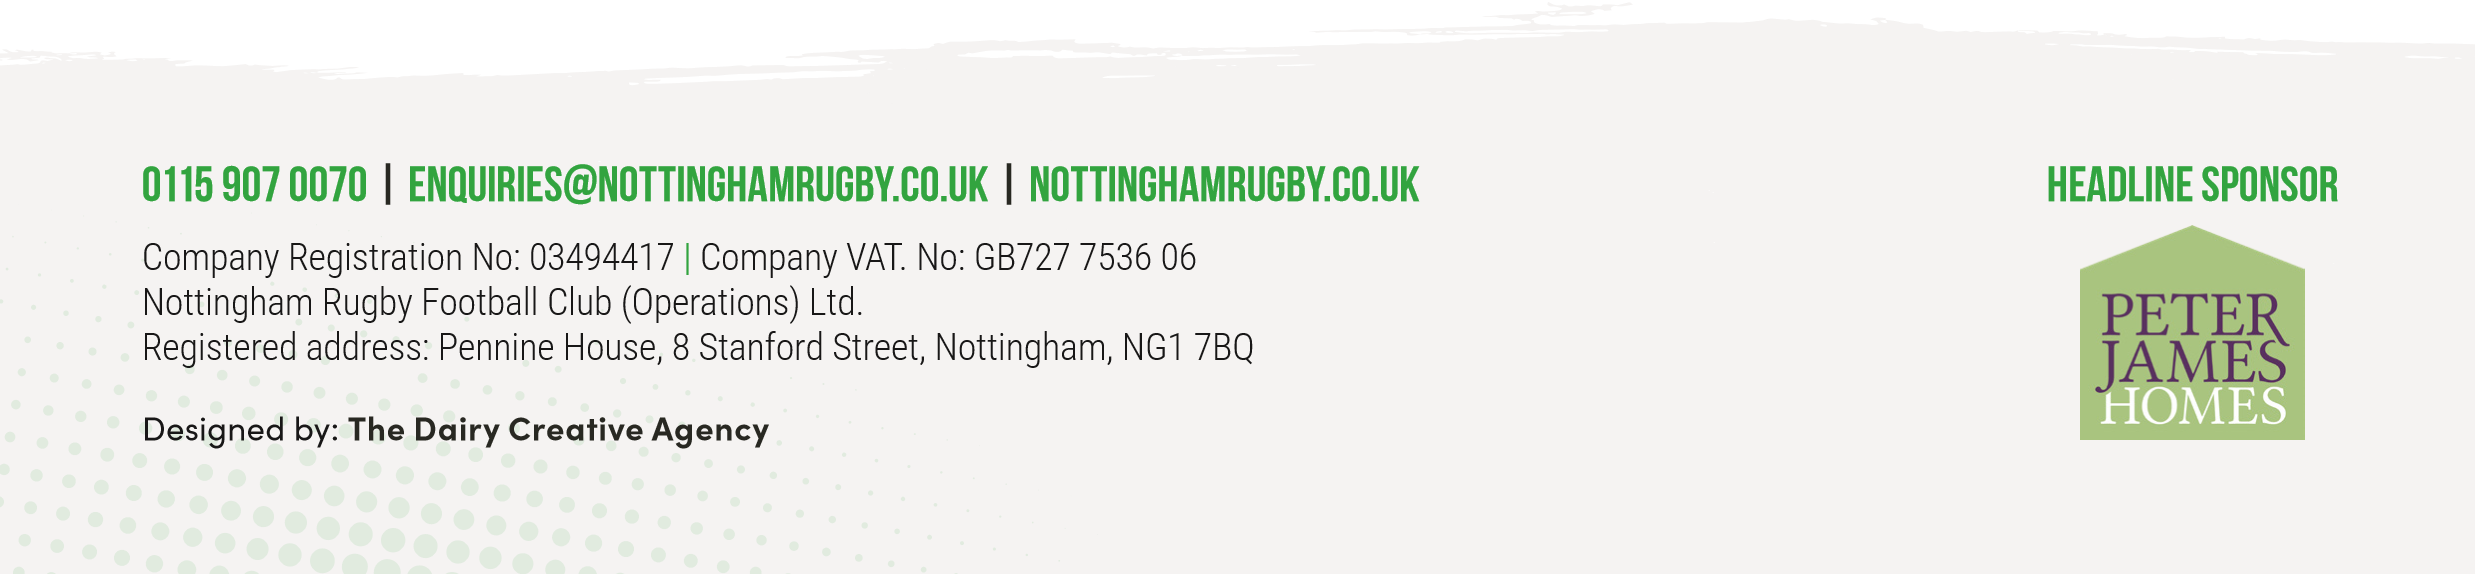 0115 907 0070 | ENQUIRIES@NOTTINGHAMRUGBY.CO.UK | NOTTINGHAMRUGBY.CO.UK
Company Registration No: 03494417 | Company VAT. No: GB727 7536 06
Nottingham Rugby Football Club (Operations) Ltd.
Registered address: Pennine House, 8 Stanford Street, Nottingham, NG1 7BQ
Designed by: The Dairy Creative Agency
HEADLINE SPONSOR
PETER
JAMES
HOMES